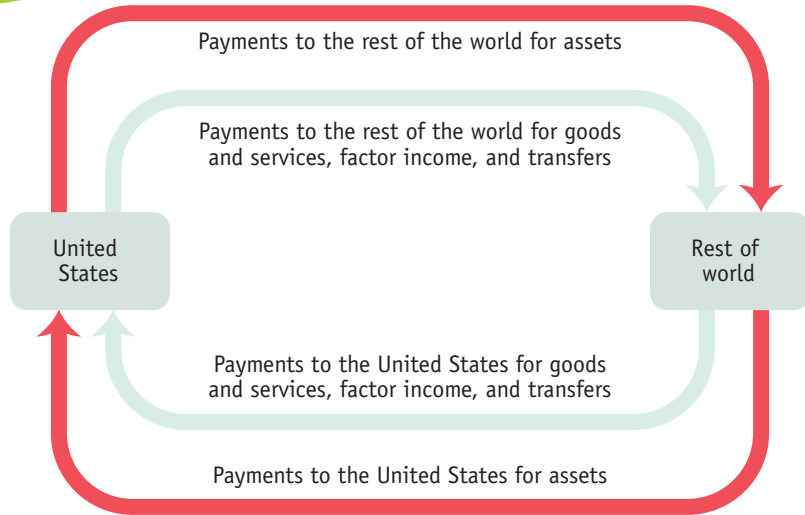 Payments to the rest of the world for assets
Payments to the rest of the world for goods
and services, factor income, and transfers
United
States
Rest of
world
Payments to the United States for goods
and services, factor income, and transfers
Payments to the United States for assets